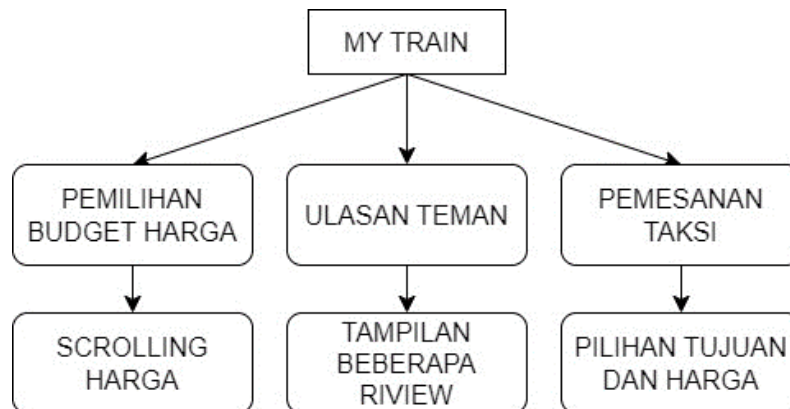 MY TRAIN
PEMILIHAN
BUDGET HARGA
ULASAN TEMAN
PEMESANAN
TAKSI
SCROLLING
HARGA
TAMPILAN
BEBERAPA
RIVIEW
PILIHAN TUJUAN
DAN HARGA